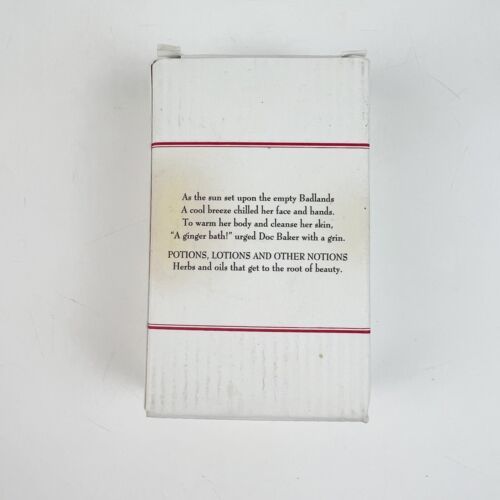 As the sun set upon the empty Badlands
A cool breeze chilled her face and hands.
To warm her body and cleanse her skin,
"A ginger bath!" urged Doc Baker with a grin.
POTIONS, LOTIONS AND OTHER NOTIONS
Herbs and oils that get to the root of beauty.